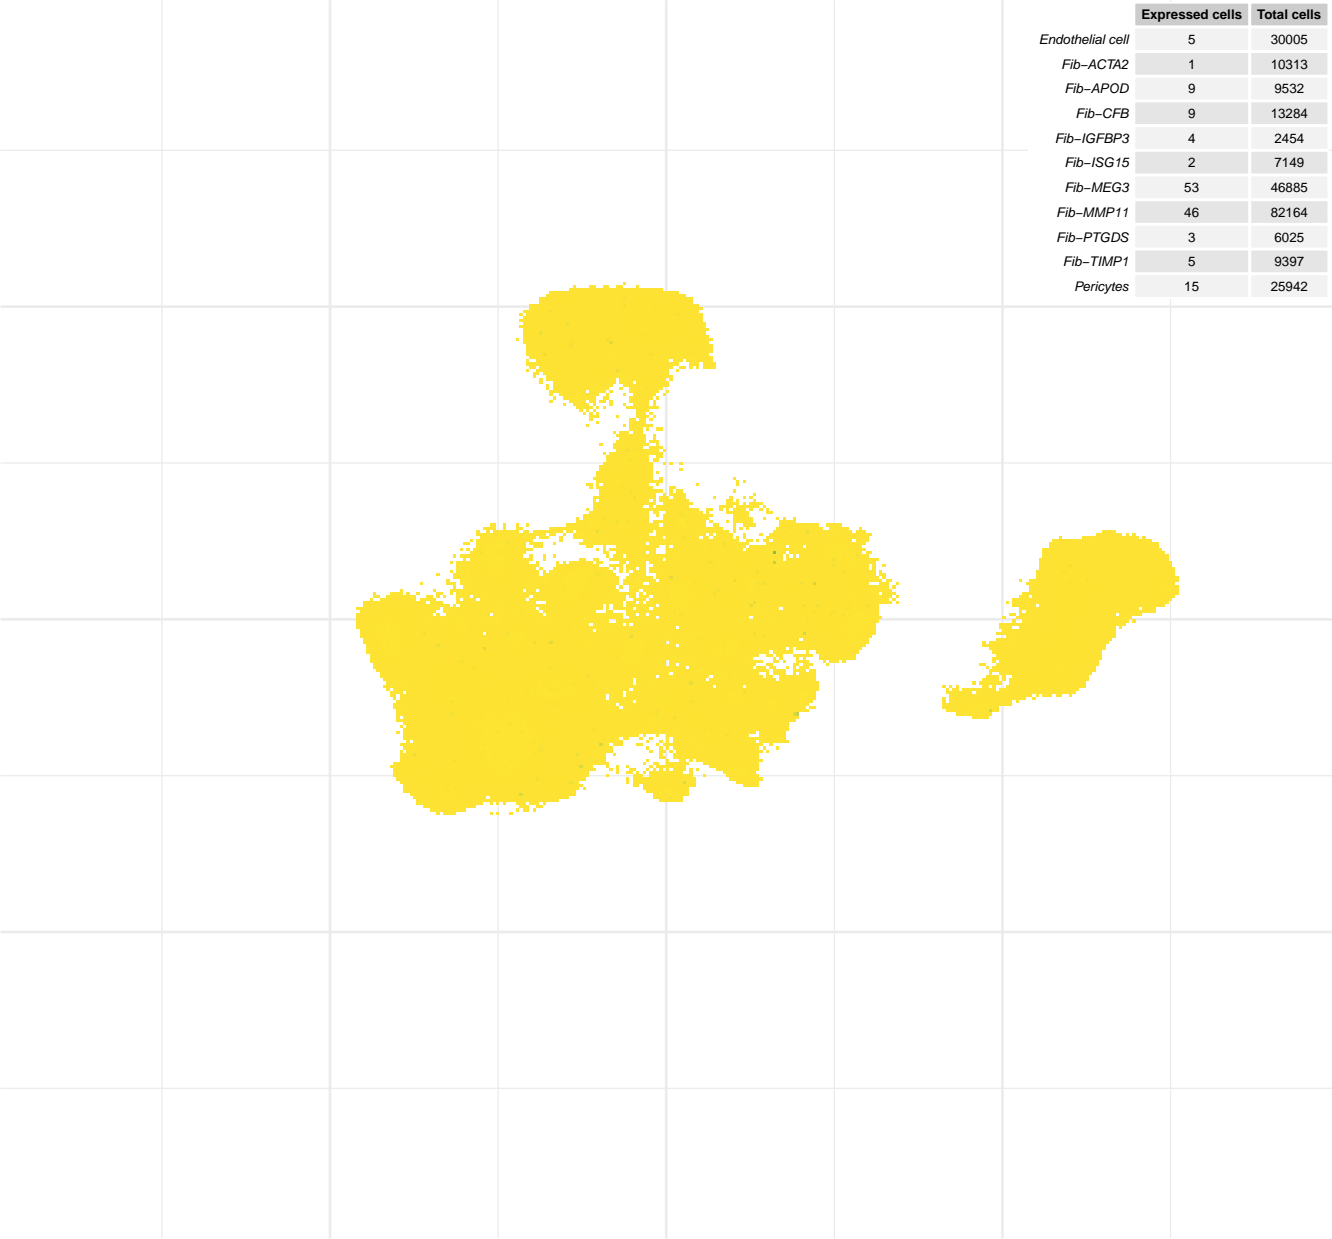 Expressed cells Total cells
Endothelial cell 5 30005
Fib−ACTA2 1 10313
Fib−APOD 9 9532
Fib−CFB 9 13284
Fib−IGFBP3 4 2454
Fib−ISG15 2 7149
Fib−MEG3 53 46885
Fib−MMP11 46 82164
Fib−PTGDS 3 6025
Fib−TIMP1 5 9397
Pericytes 15 25942